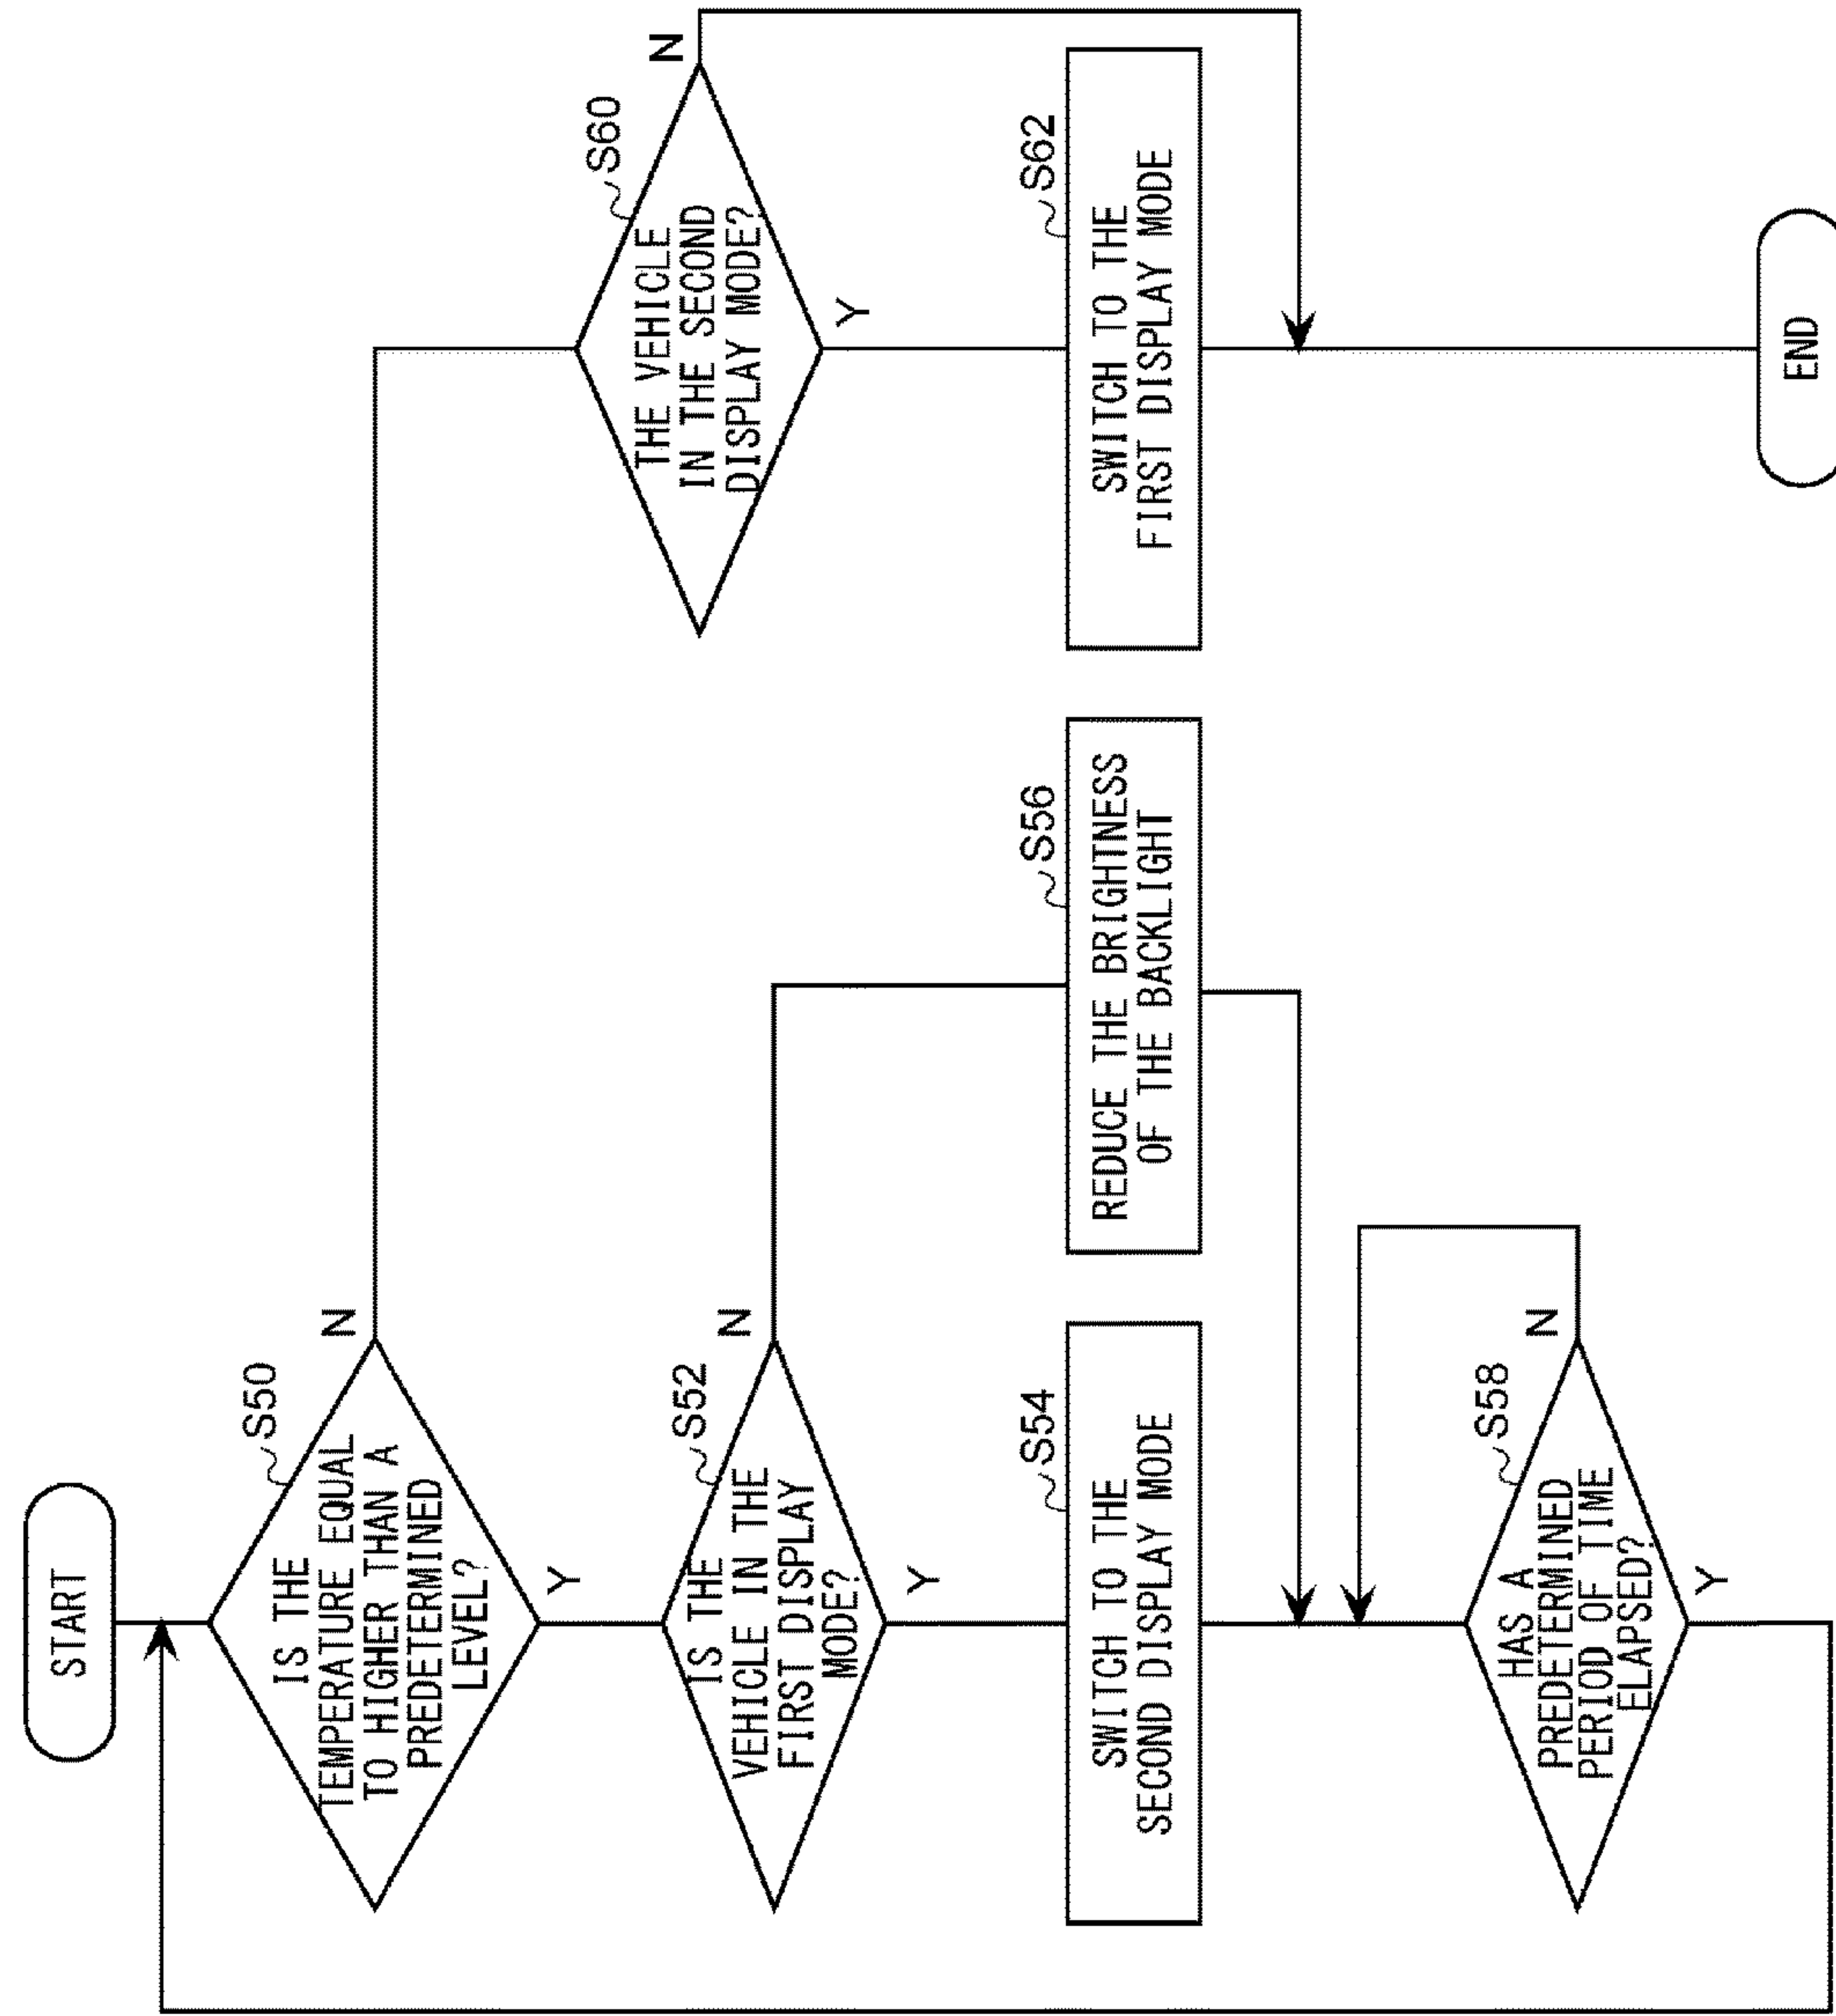 START
S50
IS THE
TEMPERATURE EQUAL
TO HIGHER THAN A
PREDETERMINED
LEVEL?
N
Y
S52
IS THE
VEHICLE IN THE
FIRST DISPLAY
MODE?
N
Y
S54
SWITCH TO THE
SECOND DISPLAY MODE
S56
REDUCE THE BRIGHTNESS
OF THE BACKLIGHT
S58
HAS A
PREDETERMINED
PERIOD OF TIME
ELAPSED?
N
Y
S60
THE VEHICLE
IN THE SECOND
DISPLAY MODE?
N
Y
S62
SWITCH TO THE
FIRST DISPLAY MODE
END